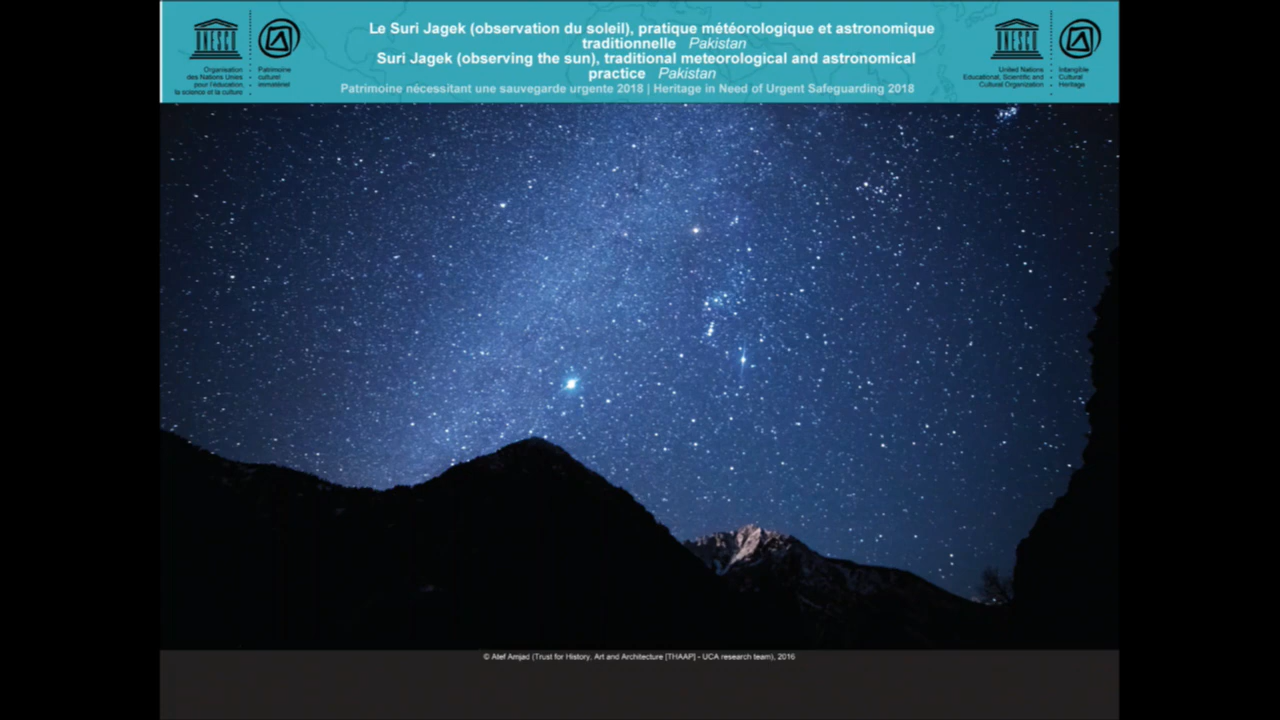 UNESCO
Organisation
des Nations Unies
pour l'éducation,
la science et la culture
Patrimoine
culturel
immatériel
Le Suri Jagek (observation du soleil), pratique météorologique et astronomique
traditionnelle Pakistan
Suri Jagek (observing the sun), traditional meteorological and astronomical
practice Pakistan
Patrimoine nécessitant une sauvegarde urgente 2018 | Heritage in Need of Urgent Safeguarding 2018
UNESCO
United Nations
Educational, Scientific and
Cultural Organization
Intangible
Cultural
Heritage
© Atef Amjad (Trust for History, Art and Architecture [THAAP] - UCA research team), 2016